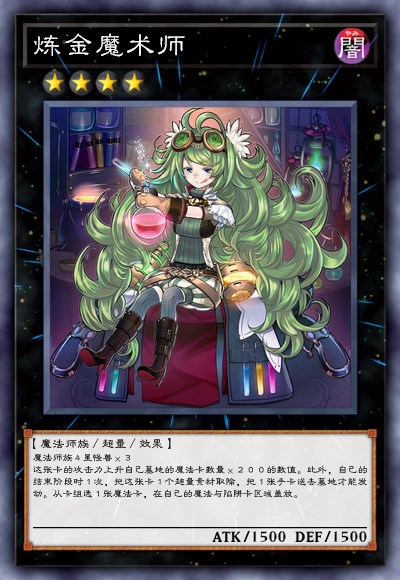 炼金魔术师
やみ
闇
【魔法师族／超量／效果】
魔法师族４星怪兽×３
这张卡的攻击力上升自己墓地的魔法卡数量×２００的数值。此外，自己的
结束阶段时１次，把这张卡１个超量素材取除，把１张手卡送去墓地才能发
动。从卡组选１张魔法卡，在自己的魔法与陷阱卡区域盖放。
ATK/1500 DEF/1500